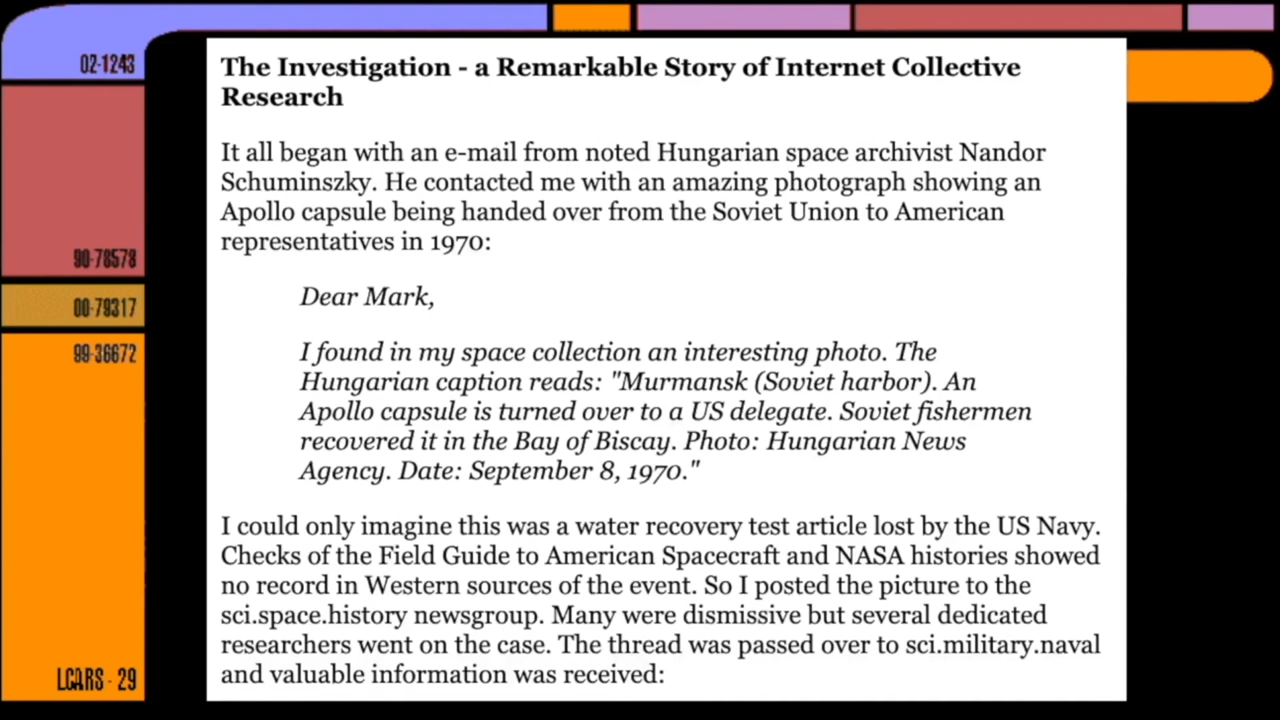 02-1243
90-78578
00-79317
99-36672
LCARS - 29
The Investigation - a Remarkable Story of Internet Collective
Research
It all began with an e-mail from noted Hungarian space archivist Nandor
Schuminszky. He contacted me with an amazing photograph showing an
Apollo capsule being handed over from the Soviet Union to American
representatives in 1970:
Dear Mark,
I found in my space collection an interesting photo. The
Hungarian caption reads: "Murmansk (Soviet harbor). An
Apollo capsule is turned over to a US delegate. Soviet fishermen
recovered it in the Bay of Biscay. Photo: Hungarian News
Agency. Date: September 8, 1970."
I could only imagine this was a water recovery test article lost by the US Navy.
Checks of the Field Guide to American Spacecraft and NASA histories showed
no record in Western sources of the event. So I posted the picture to the
sci.space.history newsgroup. Many were dismissive but several dedicated
researchers went on the case. The thread was passed over to sci.military.naval
and valuable information was received: